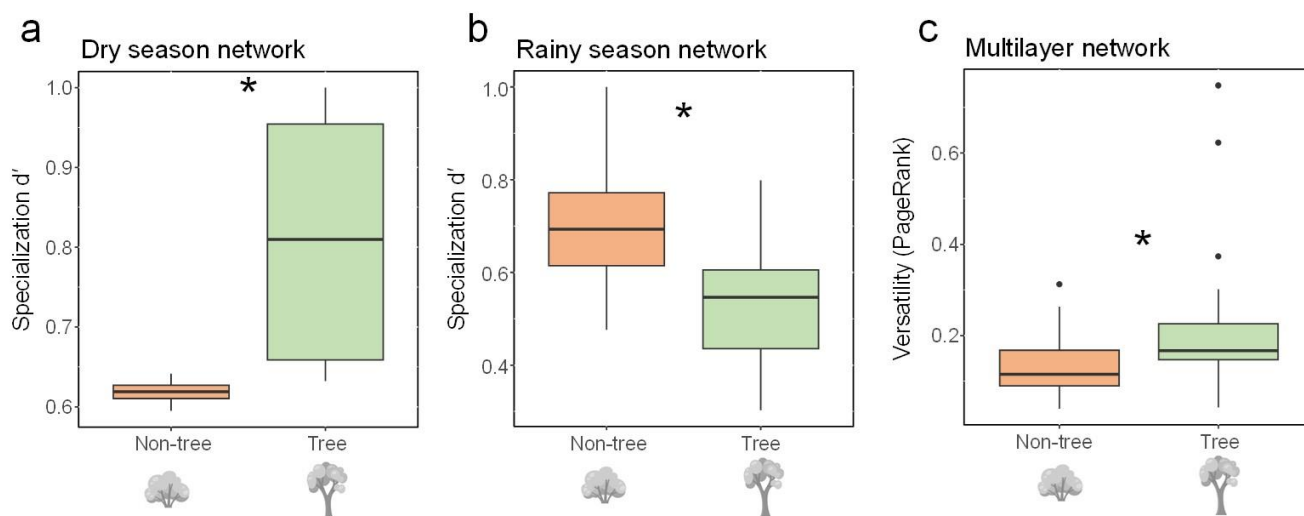 a
Dry season network
Specialization d′
1.0
0.9
0.8
0.7
0.6
*
Non-tree
Tree
b
Rainy season network
Specialization d′
1.0
0.8
0.6
0.4
*
Non-tree
Tree
c
Multilayer network
Versatility (PageRank)
0.6
0.4
0.2
*
Non-tree
Tree